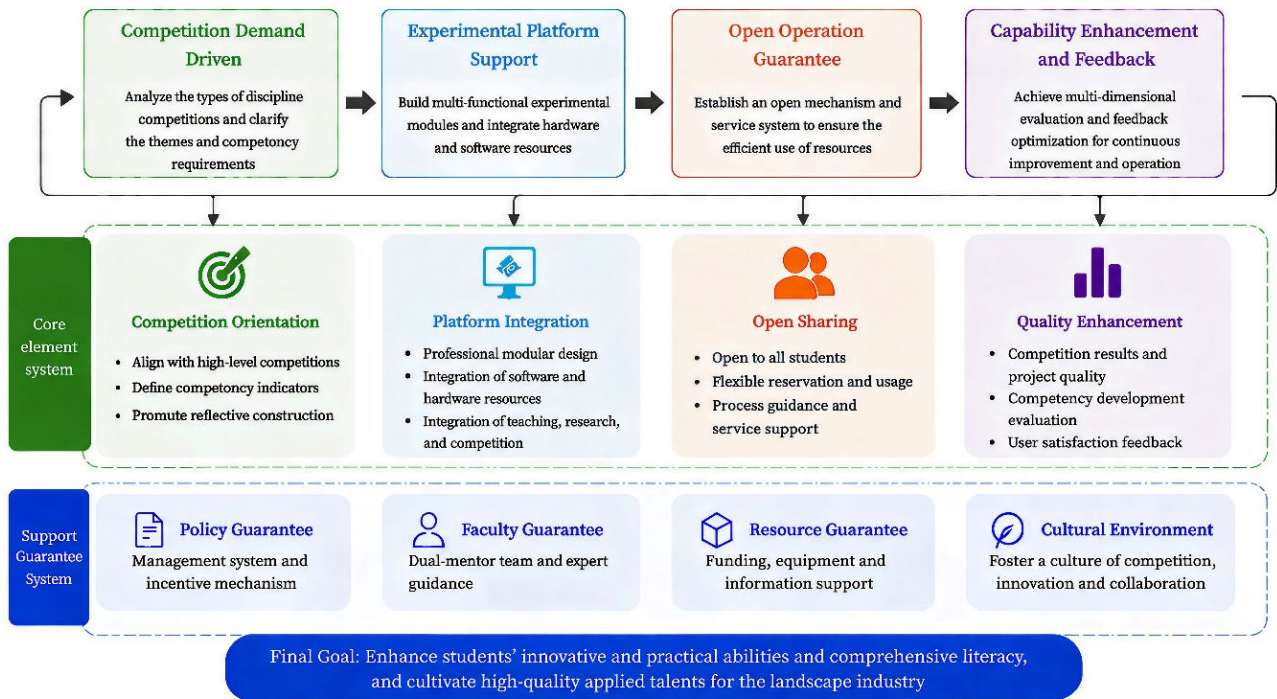 Competition Demand
Driven
Analyze the types of discipline
competitions and clarify
the themes and competency
requirements
Experimental Platform
Support
Build multi-functional experimental
modules and integrate hardware
and software resources
Open Operation
Guarantee
Establish an open mechanism and
service system to ensure the
efficient use of resources
Capability Enhancement
and Feedback
Achieve multi-dimensional
evaluation and feedback
optimization for continuous
improvement and operation
Core
element
system
Competition Orientation
• Align with high-level competitions
• Define competency indicators
• Promote reflective construction
Platform Integration
• Professional modular design
• Integration of software and
hardware resources
• Integration of teaching, research,
and competition
Open Sharing
• Open to all students
• Flexible reservation and usage
• Process guidance and
service support
Quality Enhancement
• Competition results and
project quality
• Competency development
evaluation
• User satisfaction feedback
Support
Guarantee
System
Policy Guarantee
Management system and
incentive mechanism
Faculty Guarantee
Dual-mentor team and expert
guidance
Resource Guarantee
Funding, equipment and
information support
Cultural Environment
Foster a culture of competition,
innovation and collaboration
Final Goal: Enhance students' innovative and practical abilities and comprehensive literacy,
and cultivate high-quality applied talents for the landscape industry